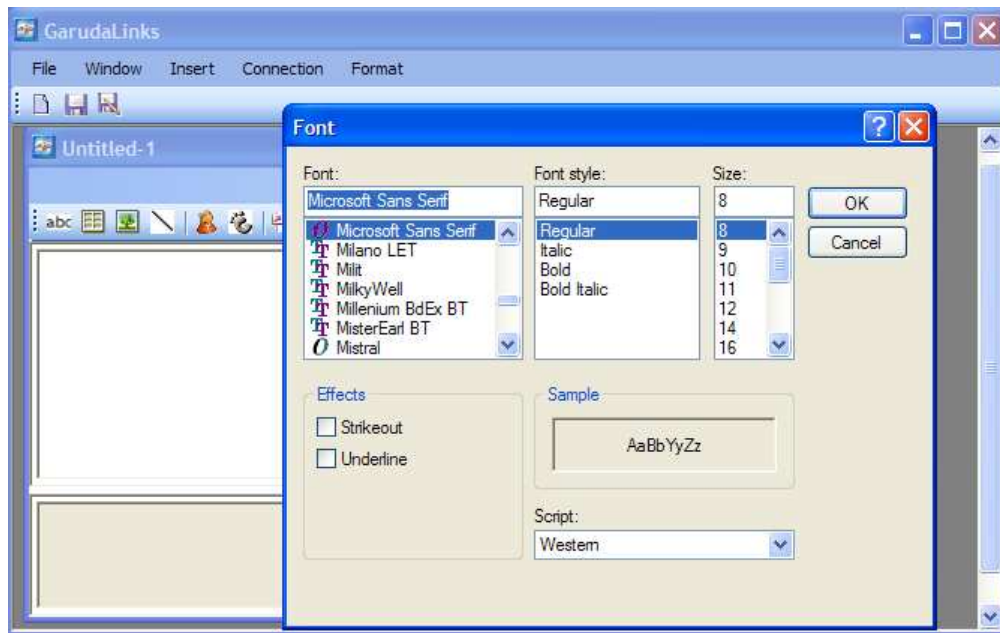 GarudaLinks
File Window Insert Connection Format
Untitled-1
abc
Font
Font: Font style: Size:
Microsoft Sans Serif Regular 8 OK
Microsoft Sans Serif Regular 8 Cancel
Milano LET Italic 9
Milit Bold 10
MilkyWell Bold Italic 11
Millenium BdEx BT 12
MisterEarl BT 14
Mistral 16
Effects Sample
Strikeout
AaBbYyZz
Underline
Script:
Western